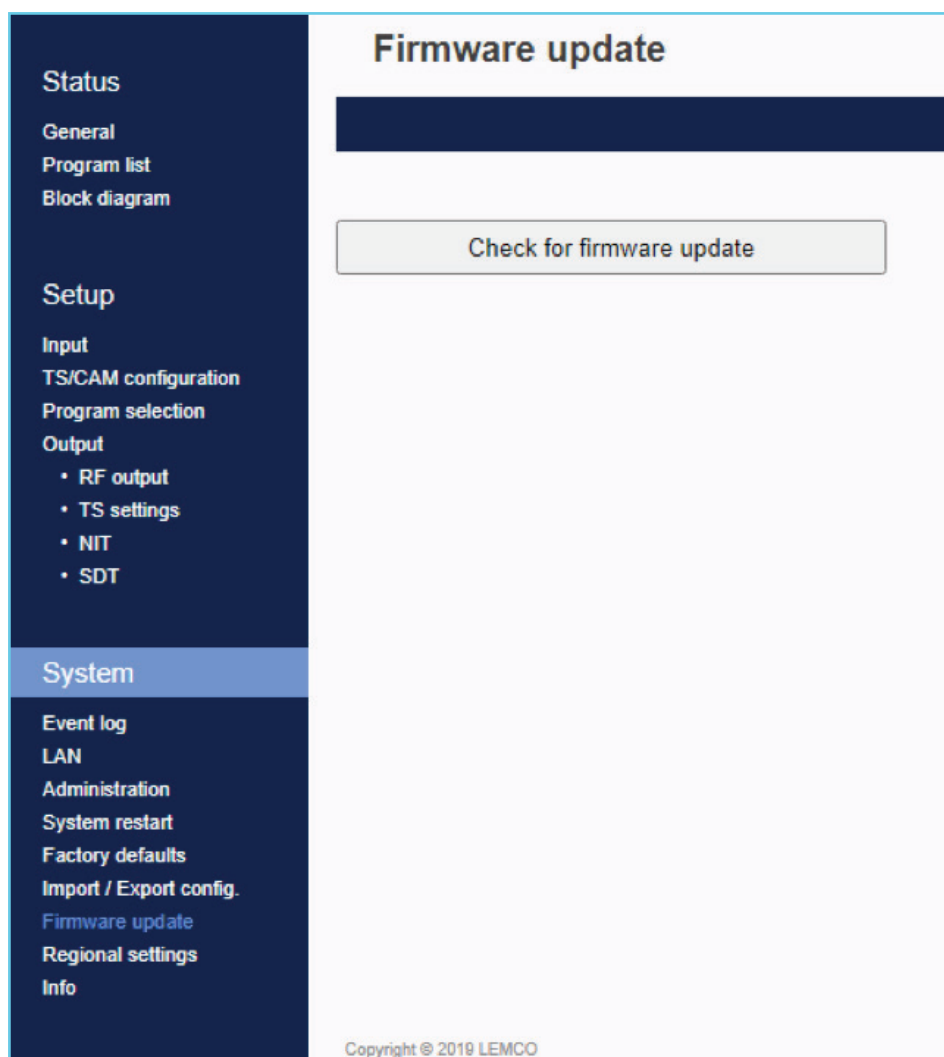 Status
General
Program list
Block diagram
Setup
Input
TS/CAM configuration
Program selection
Output
• RF output
• TS settings
• NIT
• SDT
System
Event log
LAN
Administration
System restart
Factory defaults
Import / Export config.
Firmware update
Regional settings
Info
Firmware update
Check for firmware update
Copyright © 2019 LEMCO